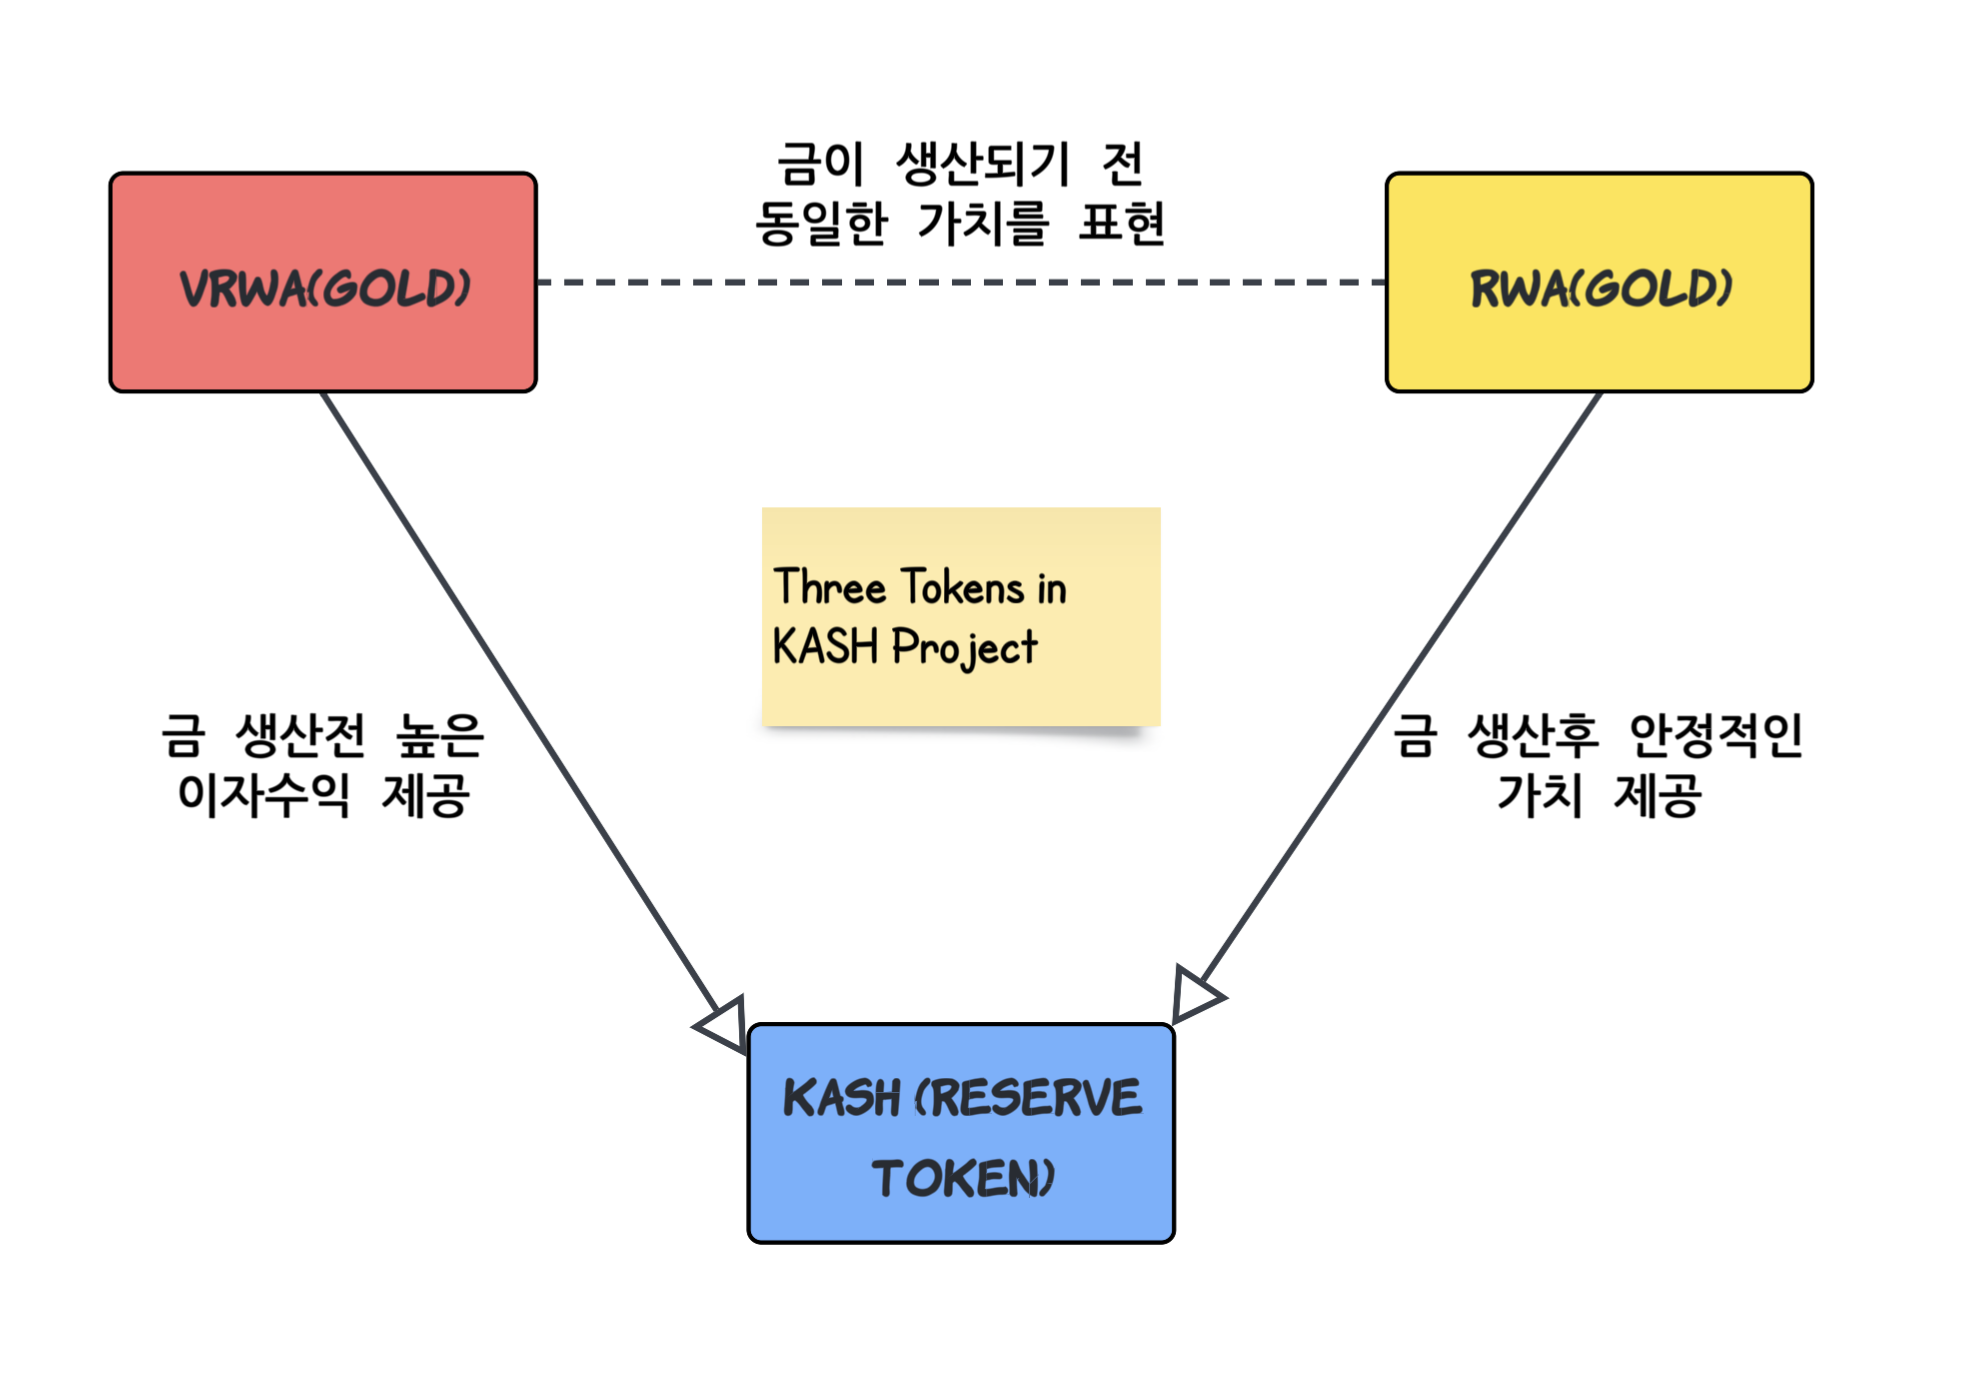 금이 생산되기 전
동일한 가치를 표현
VRWA(GOLD)
RWA(GOLD)
Three Tokens in
KASH Project
금 생산전 높은
이자수익 제공
금 생산후 안정적인
가치 제공
KASH (RESERVE
TOKEN)